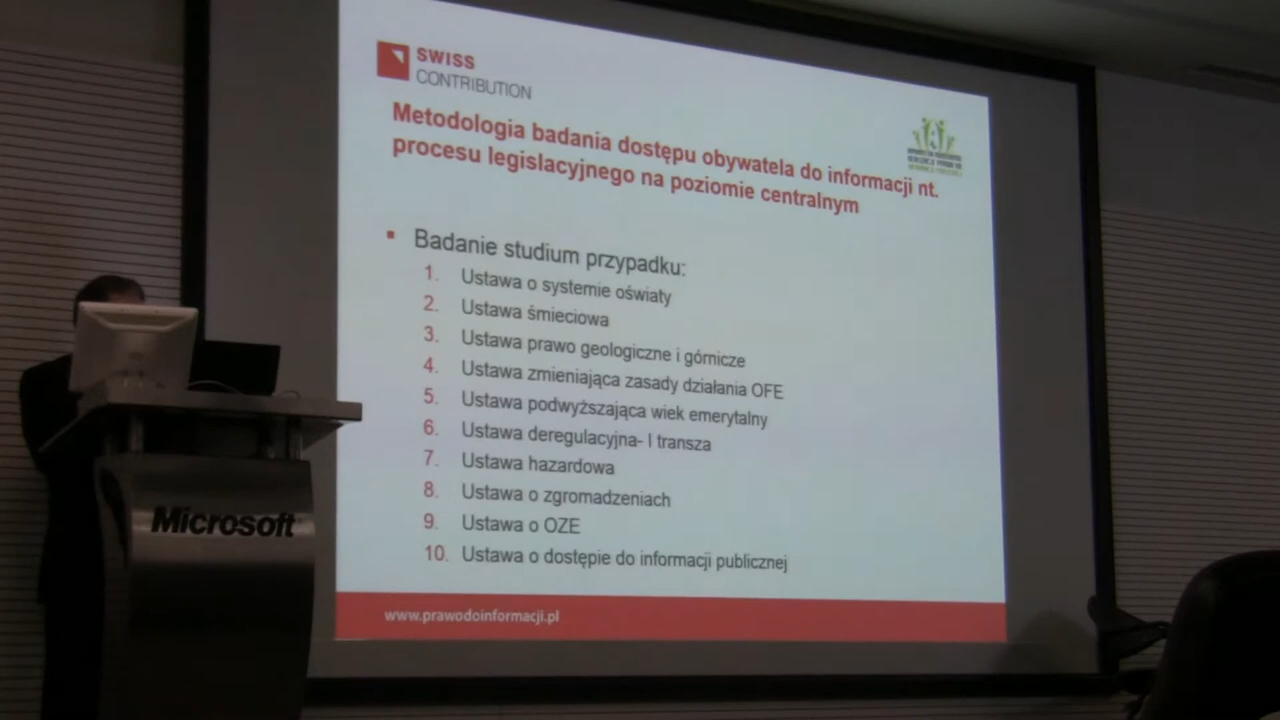 SWISS
CONTRIBUTION
Metodologia badania dostępu obywatela do informacji nt.
procesu legislacyjnego na poziomie centralnym
▪ Badanie studium przypadku:
1. Ustawa o systemie oświaty
2. Ustawa śmieciowa
3. Ustawa prawo geologiczne i górnicze
4. Ustawa zmieniająca zasady działania OFE
5. Ustawa podwyższająca wiek emerytalny
6. Ustawa deregulacyjna- I transza
7. Ustawa hazardowa
8. Ustawa o zgromadzeniach
9. Ustawa o OZE
10. Ustawa o dostępie do informacji publicznej
www.prawodoinformacji.pl
Microsoft